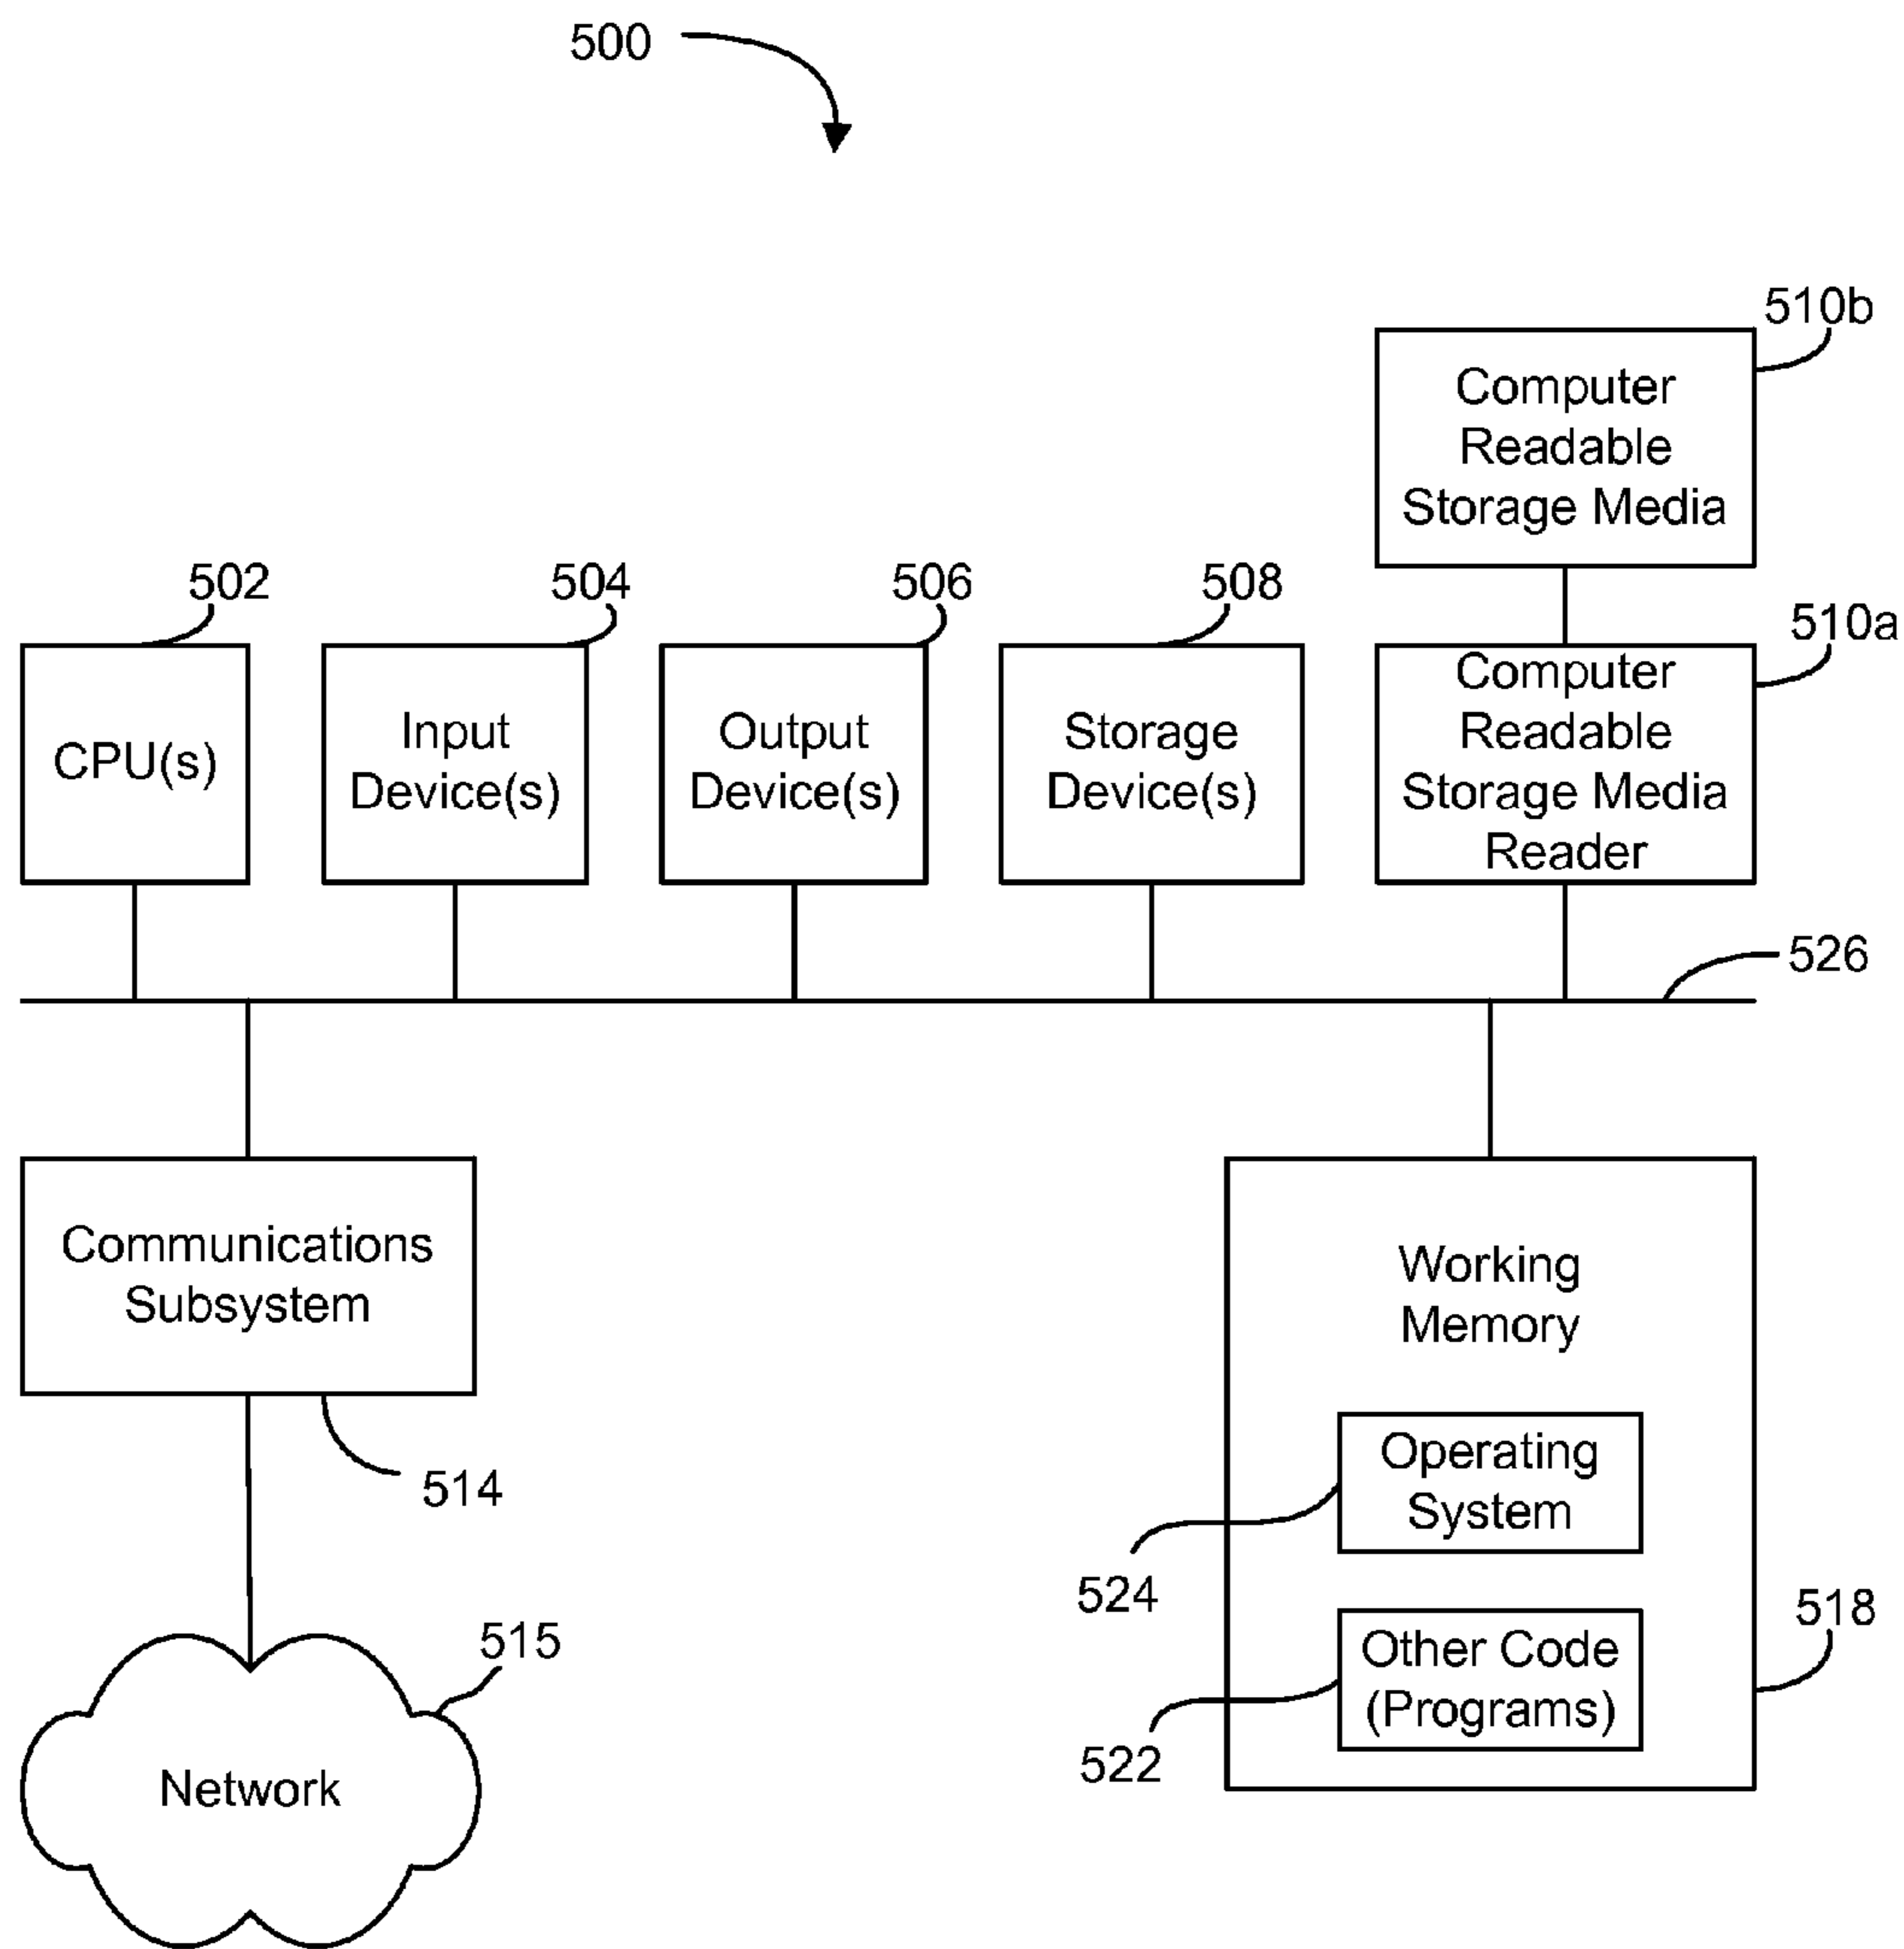 500
510b
Computer
Readable
Storage Media
502
504
506
508
510a
CPU(s)
Input
Device(s)
Output
Device(s)
Storage
Device(s)
Computer
Readable
Storage Media
Reader
526
Communications
Subsystem
514
Working
Memory
Operating
System
524
Other Code
(Programs)
522
518
515
Network